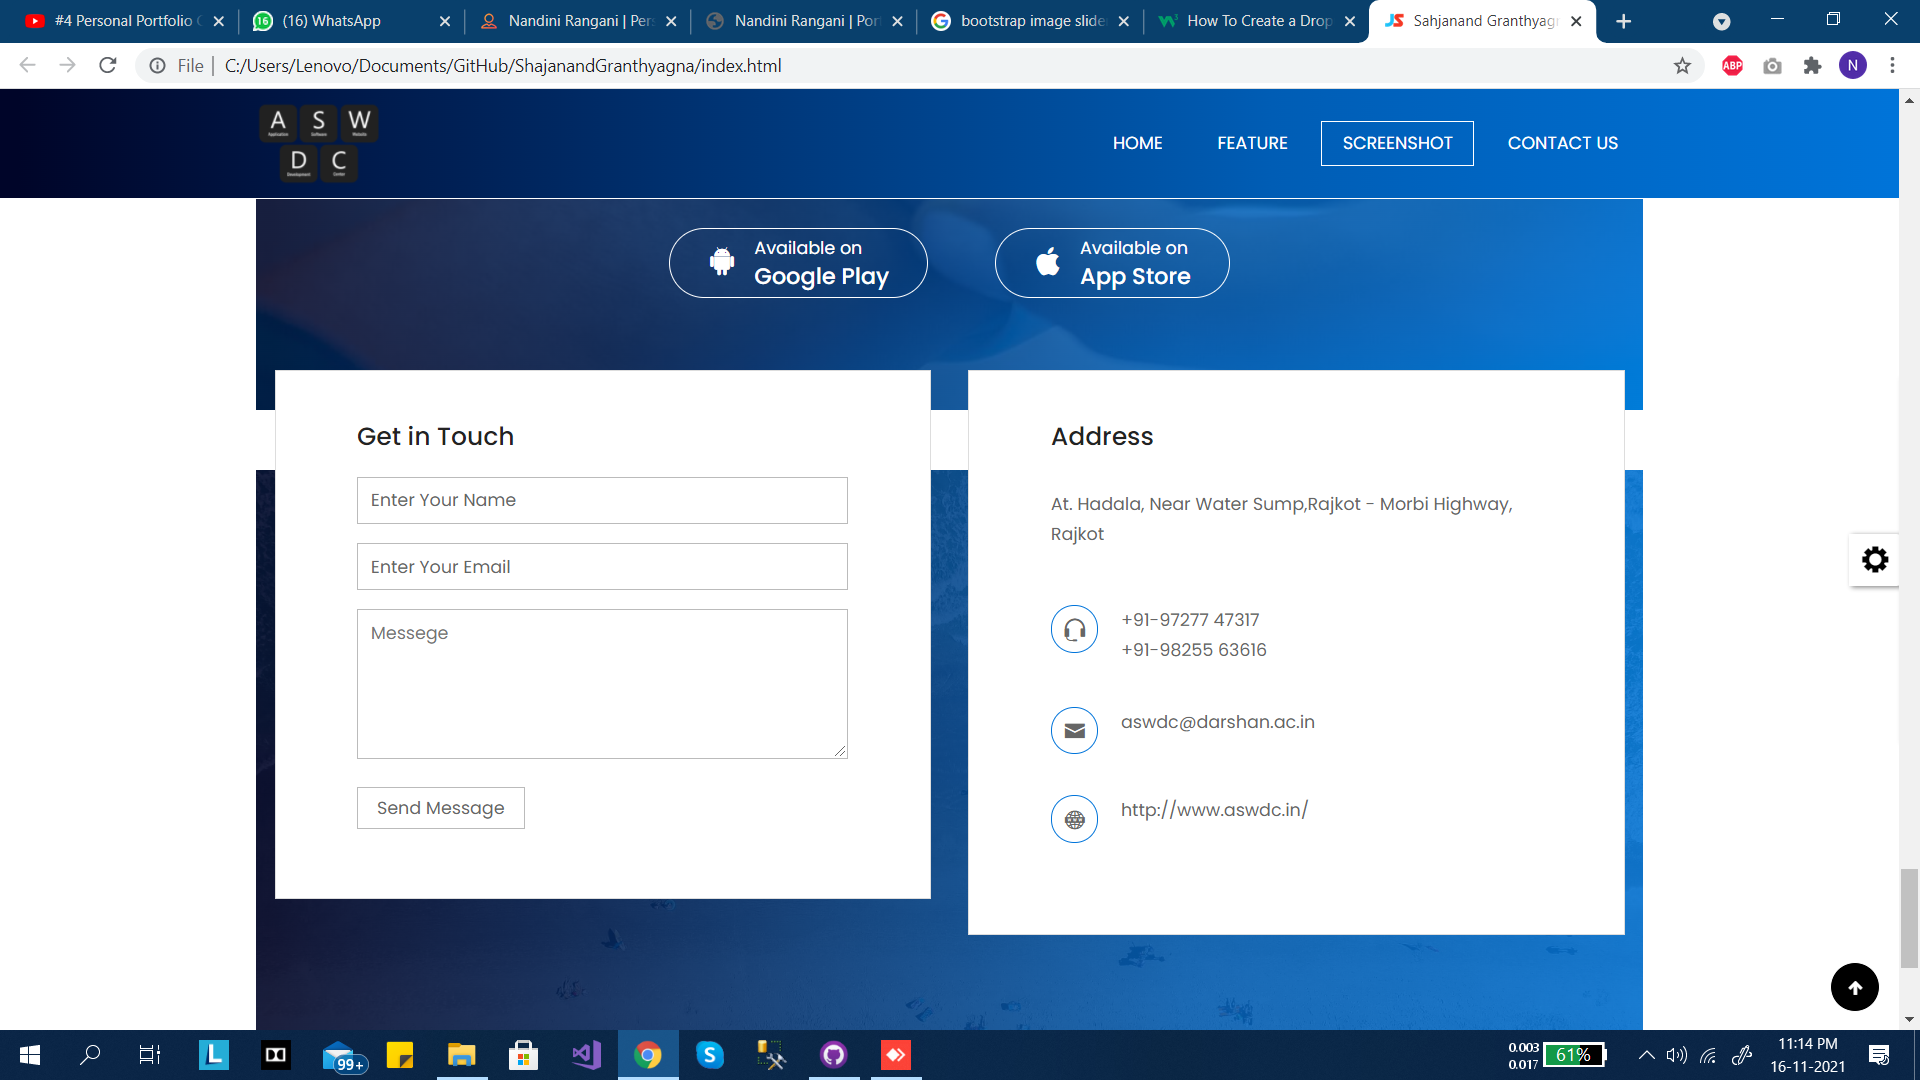 #4 Personal Portfolio
(16) WhatsApp
Nandini Rangani | Per
Nandini Rangani | Por
bootstrap image slide
How To Create a Drop
Sahjanand Granthyag
16
File
C:/Users/Lenovo/Documents/GitHub/ShajanandGranthyagna/index.html
ABP
N
A S W
D C
HOME
FEATURE
SCREENSHOT
CONTACT US
Available on
Google Play
Available on
App Store
Get in Touch
Enter Your Name
Enter Your Email
Messege
Send Message
Address
At. Hadala, Near Water Sump,Rajkot - Morbi Highway,
Rajkot
+91-97277 47317
+91-98255 63616
aswdc@darshan.ac.in
http://www.aswdc.in/
L
99+
S
0.003
0.017
61%
11:14 PM
16-11-2021